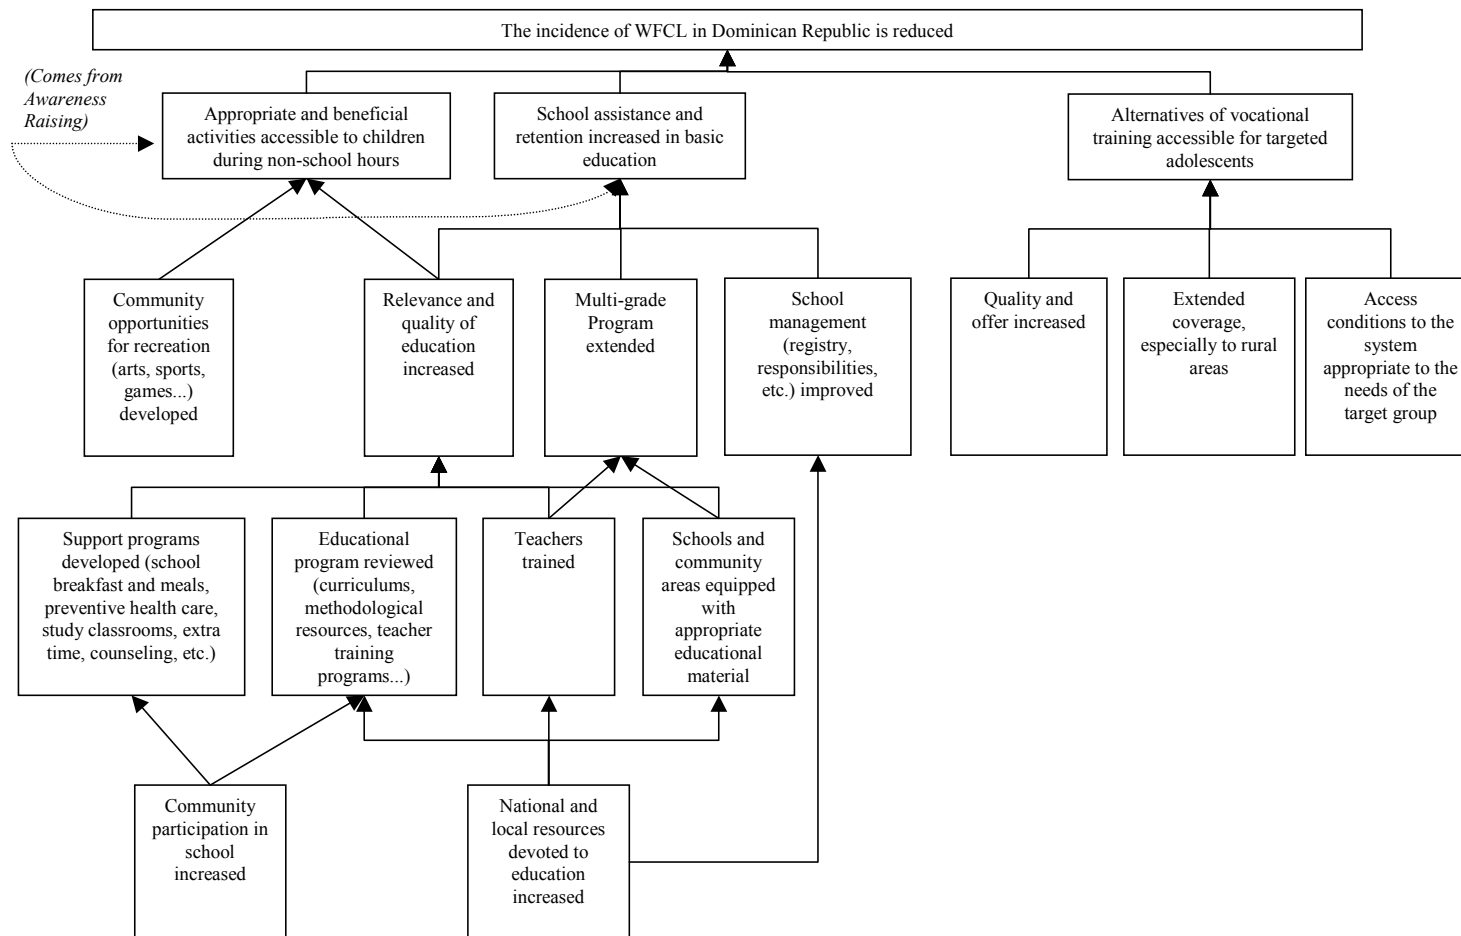 The incidence of WFCL in Dominican Republic is reduced
(Comes from
Awareness
Raising)
Appropriate and beneficial
activities accessible to children
during non-school hours
School assistance and
retention increased in basic
education
Alternatives of vocational
training accessible for targeted
adolescents
Community
opportunities
for recreation
(arts, sports,
games...)
developed
Relevance and
quality of
education
increased
Multi-grade
Program
extended
School
management
(registry,
responsibilities,
etc.) improved
Quality and
offer increased
Extended
coverage,
especially to rural
areas
Access
conditions to the
system
appropriate to the
needs of the
target group
Support programs
developed (school
breakfast and meals,
preventive health care,
study classrooms, extra
time, counseling, etc.)
Educational
program reviewed
(curriculums,
methodological
resources, teacher
training
programs...)
Teachers
trained
Schools and
community
areas equipped
with
appropriate
educational
material
Community
participation in
school
increased
National and
local resources
devoted to
education
increased